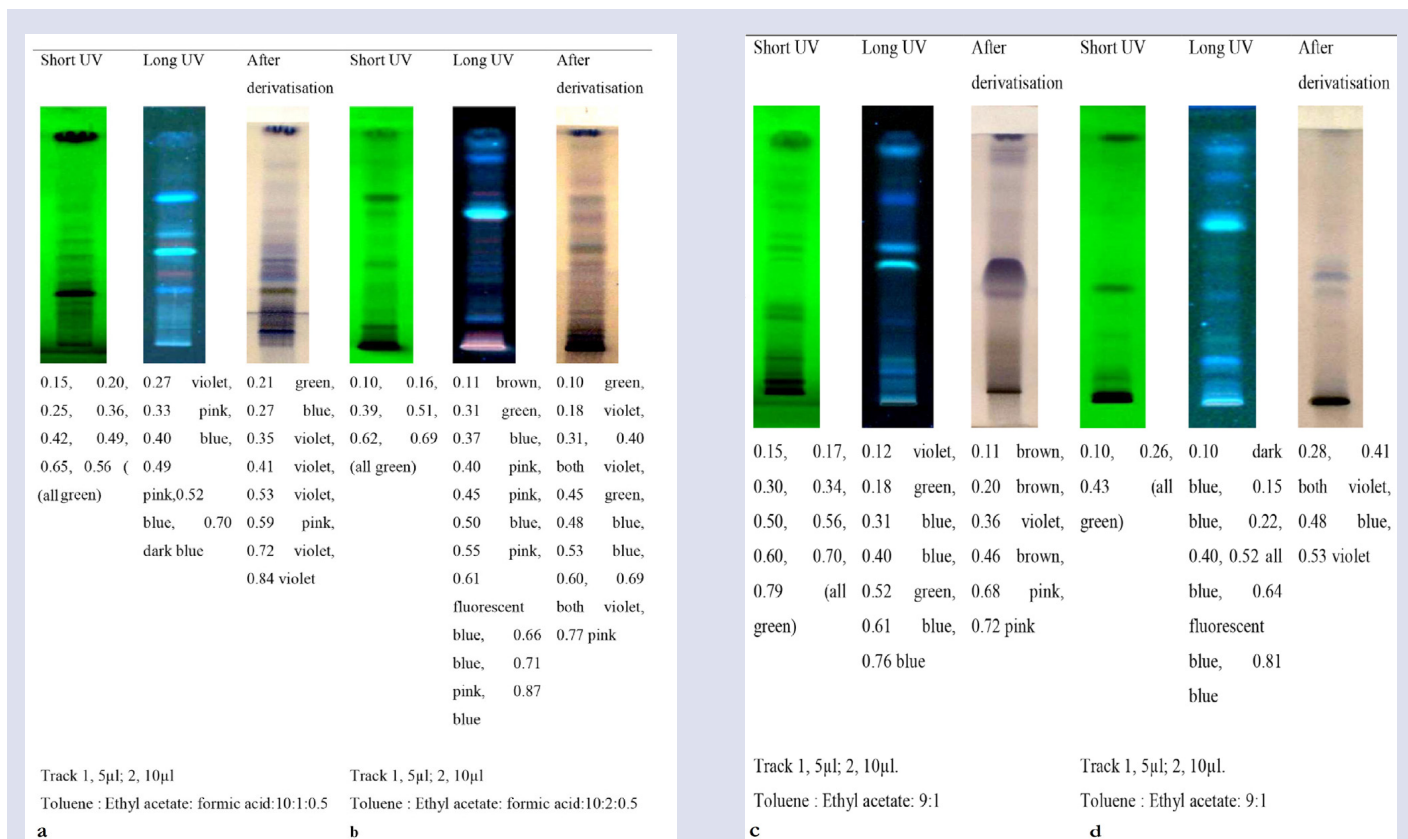 Short UV
Long UV
After
derivatisation
Short UV
Long UV
After
derivatisation
0.15, 0.20,
0.25, 0.36,
0.42, 0.49,
0.65, 0.56 (
(all green)
0.27 violet,
0.33 pink,
0.40 blue,
0.49
pink,0.52
blue, 0.70
dark blue
0.21 green,
0.27 blue,
0.35 violet,
0.41 violet,
0.53 violet,
0.59 pink,
0.72 violet,
0.84 violet
0.10, 0.16,
0.39, 0.51,
0.62, 0.69
(all green)
0.11 brown,
0.31 green,
0.37 blue,
0.40 pink,
0.45 pink,
0.50 blue,
0.55 pink,
0.61
fluorescent
blue, 0.66
blue, 0.71
pink, 0.87
blue
0.10 green,
0.18 violet,
0.31, 0.40
both violet,
0.45 green,
0.48 blue,
0.53 blue,
0.60, 0.69
both violet,
0.77 pink
Track 1, 5µl; 2, 10µl
Toluene : Ethyl acetate: formic acid:10:1:0.5
a
Track 1, 5µl; 2, 10µl
Toluene : Ethyl acetate: formic acid:10:2:0.5
b
Short UV
Long UV
After
derivatisation
Short UV
Long UV
After
derivatisation
0.15, 0.17,
0.30, 0.34,
0.50, 0.56,
0.60, 0.70,
0.79 (all
green)
0.12 violet,
0.18 green,
0.31 blue,
0.40 blue,
0.52 green,
0.61 blue,
0.76 blue
0.11 brown,
0.20 brown,
0.36 violet,
0.46 brown,
0.68 pink,
0.72 pink
0.10, 0.26,
0.43 (all
green)
0.10 dark
blue, 0.15
blue, 0.22,
0.40, 0.52 all
blue, 0.64
fluorescent
blue, 0.81
blue
0.28, 0.41
both violet,
0.48 blue,
0.53 violet
Track 1, 5µl; 2, 10µl.
Toluene : Ethyl acetate: 9:1
c
Track 1, 5µl; 2, 10µl.
Toluene : Ethyl acetate: 9:1
d